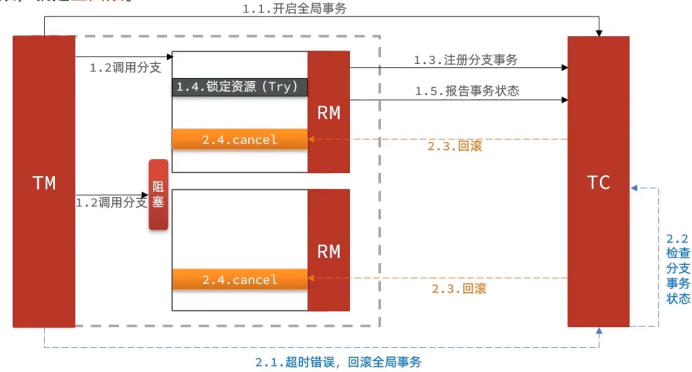 1.1.开启全局事务
TM
1.2调用分支
1.4.锁定资源（Try）
RM
1.3.注册分支事务
1.5.报告事务状态
2.4.cancel
2.3.回滚
TC
1.2调用分支
阻
塞
RM
2.4.cancel
2.3.回滚
2.2
检查
分支
事务
状态
2.1.超时错误，回滚全局事务